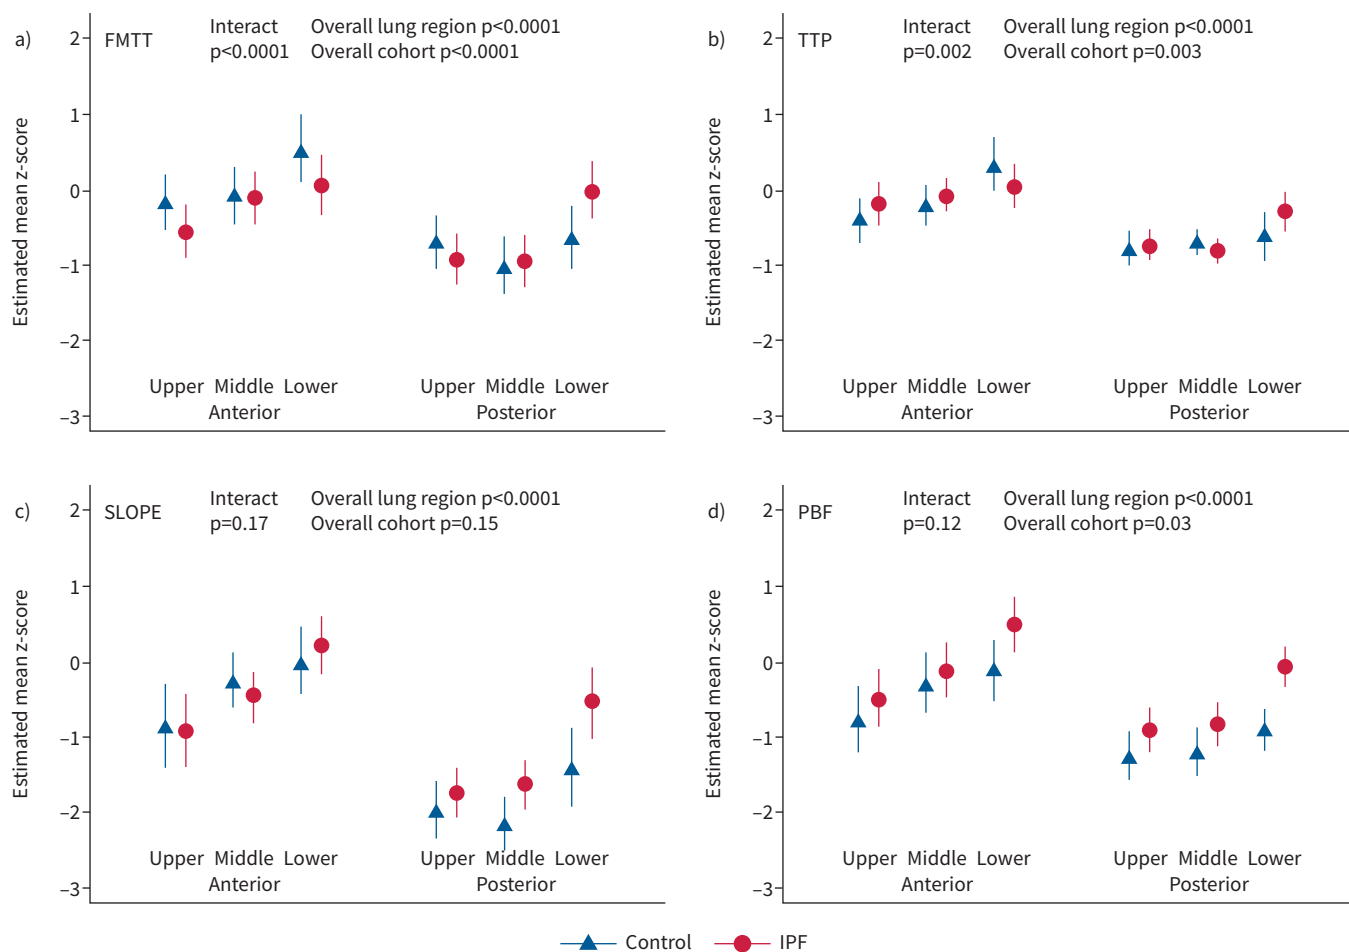 a) FMTT Interact Overall lung region p<0.0001
p<0.0001 Overall cohort p<0.0001
Estimated mean z-score
2
1
0
–1
–2
–3
Upper Middle Lower Upper Middle Lower
Anterior Posterior
b) TTP Interact Overall lung region p<0.0001
p=0.002 Overall cohort p=0.003
Estimated mean z-score
2
1
0
–1
–2
–3
Upper Middle Lower Upper Middle Lower
Anterior Posterior
c) SLOPE Interact Overall lung region p<0.0001
p=0.17 Overall cohort p=0.15
Estimated mean z-score
2
1
0
–1
–2
–3
Upper Middle Lower Upper Middle Lower
Anterior Posterior
d) PBF Interact Overall lung region p<0.0001
p=0.12 Overall cohort p=0.03
Estimated mean z-score
2
1
0
–1
–2
–3
Upper Middle Lower Upper Middle Lower
Anterior Posterior
Control IPF